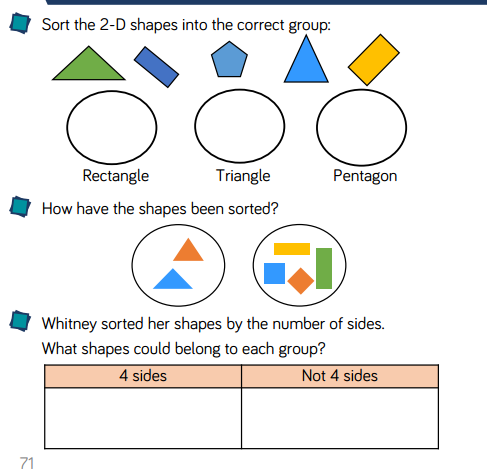 Sort the 2-D shapes into the correct group:
Rectangle Triangle Pentagon
How have the shapes been sorted?
Whitney sorted her shapes by the number of sides.
What shapes could belong to each group?
4 sides Not 4 sides
71